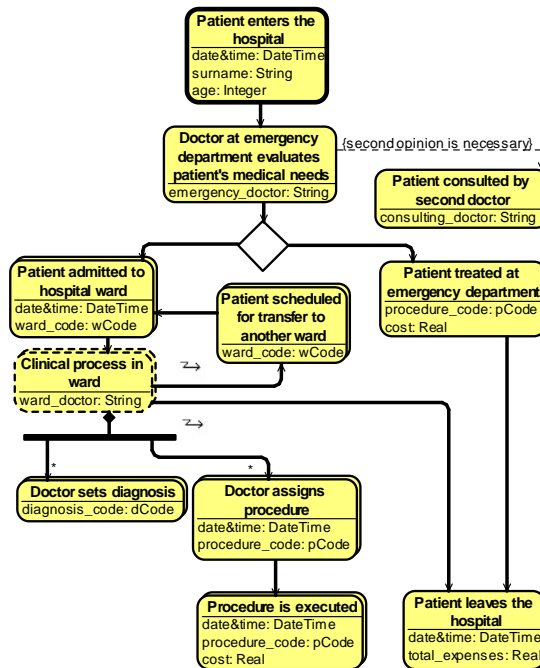 Patient enters the
hospital
date&time: DateTime
surname: String
age: Integer
Doctor at emergency
department evaluates
patient's medical needs
emergency_doctor: String
{second opinion is necessary}
Patient consulted by
second doctor
consulting_doctor: String
Patient admitted to
hospital ward
date&time: DateTime
ward_code: wCode
Patient scheduled
for transfer to
another ward
ward_code: wCode
Patient treated at
emergency department
procedure_code: pCode
cost: Real
Clinical process in
ward
ward_doctor: String
*
*
Doctor sets diagnosis
diagnosis_code: dCode
Doctor assigns
procedure
date&time: DateTime
procedure_code: pCode
Procedure is executed
date&time: DateTime
procedure_code: pCode
cost: Real
Patient leaves the
hospital
date&time: DateTime
total_expenses: Real